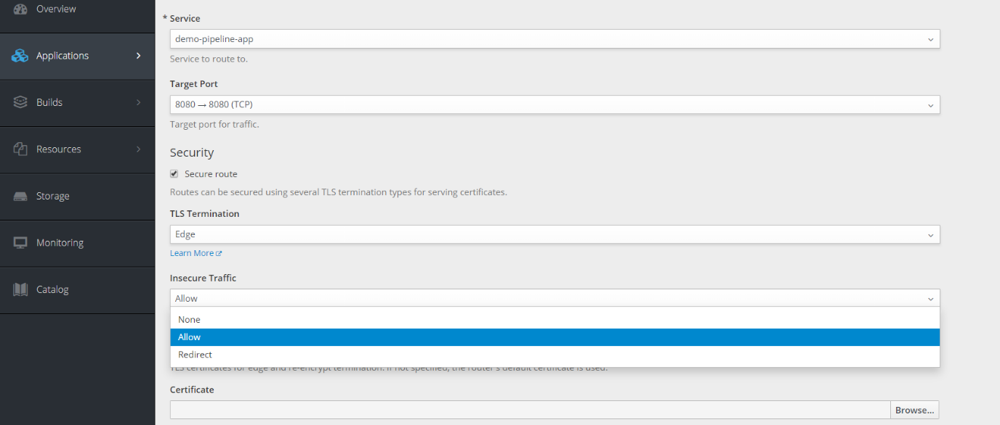 Overview
Applications
Builds
Resources
Storage
Monitoring
Catalog
* Service
demo-pipeline-app
Service to route to.
Target Port
8080 → 8080 (TCP)
Target port for traffic.
Security
Secure route
Routes can be secured using several TLS termination types for serving certificates.
TLS Termination
Edge
Learn More
Insecure Traffic
Allow
None
Allow
Redirect
TLS certificates for edge and re-encrypt termination. If not specified, the router's default certificate is used.
Certificate
Browse...